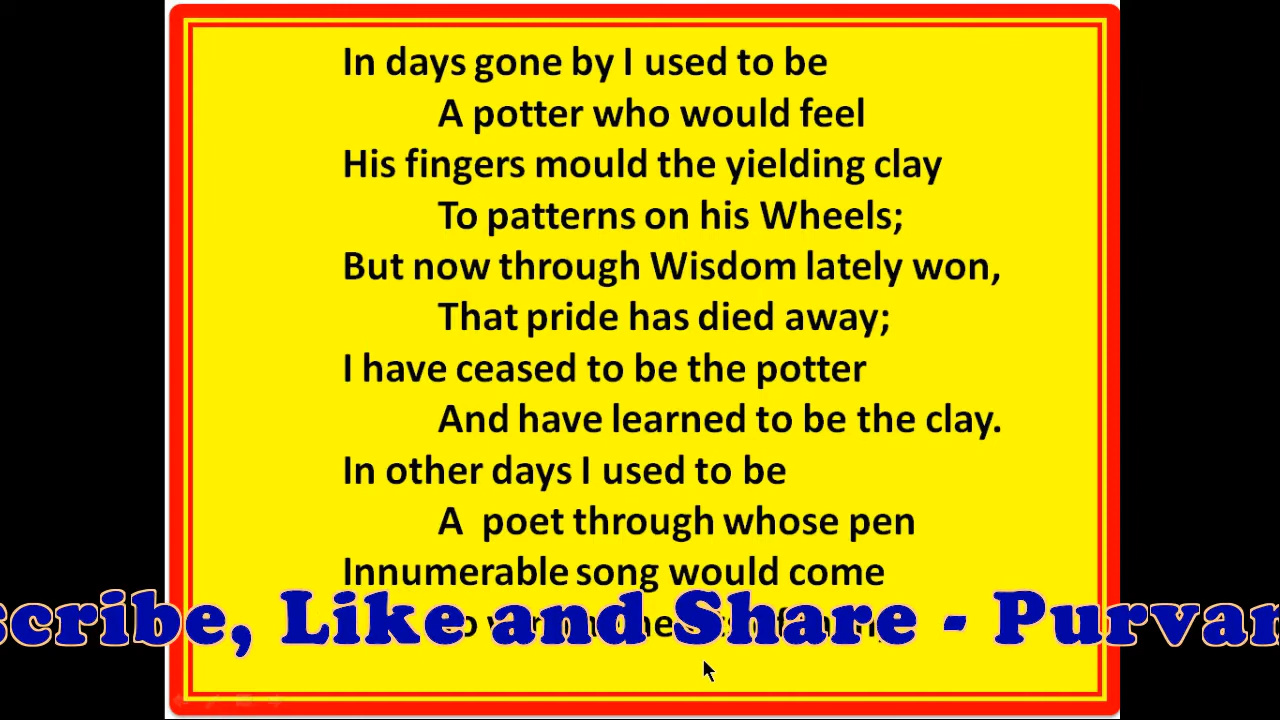 In days gone by I used to be
A potter who would feel
His fingers mould the yielding clay
To patterns on his Wheels;
But now through Wisdom lately won,
That pride has died away;
I have ceased to be the potter
And have learned to be the clay.
In other days I used to be
A poet through whose pen
Innumerable song would come
scribe, Like and Share - Purvan